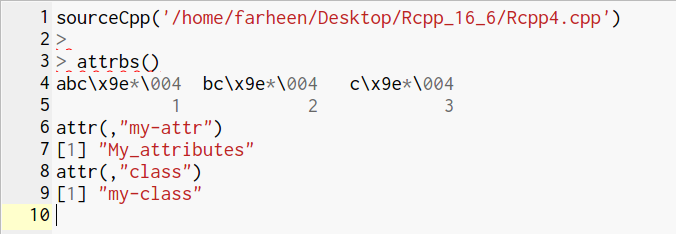 1 sourceCpp('/home/farheen/Desktop/Rcpp_16_6/Rcpp4.cpp')
2 >
3 > attrbs()
4 abc\x9e*\004  bc\x9e*\004   c\x9e*\004
5            1            2            3
6 attr(,"my-attr")
7 [1] "My_attributes"
8 attr(,"class")
9 [1] "my-class"
10